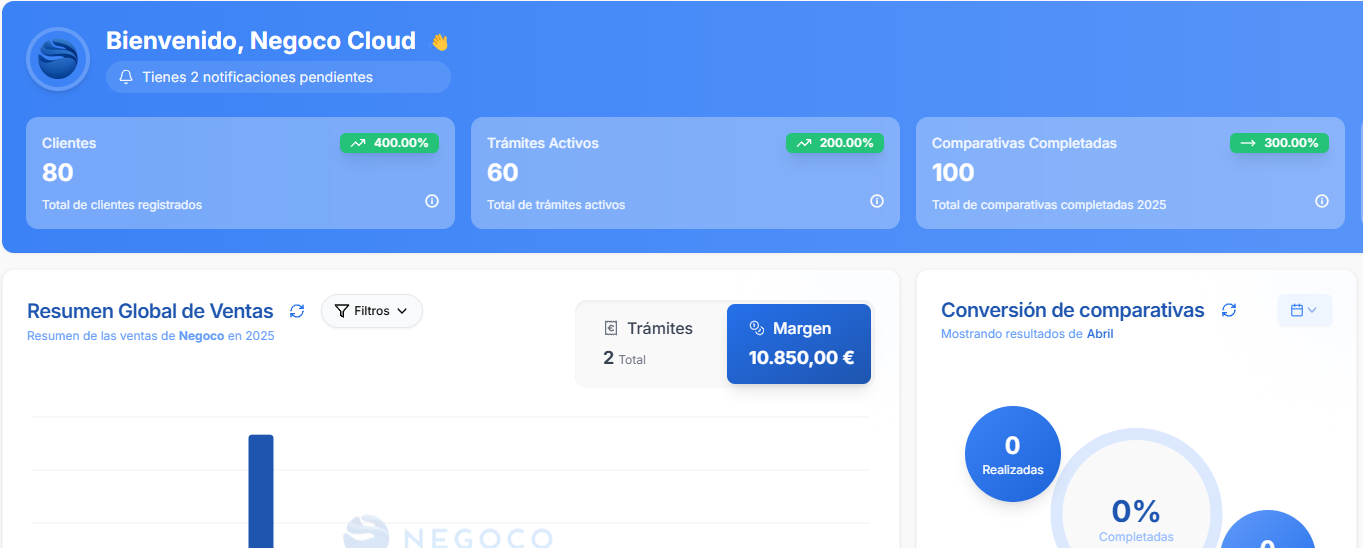 Bienvenido, Negoco Cloud 👋
Tienes 2 notificaciones pendientes
Clientes
400.00%
80
Total de clientes registrados
Trámites Activos
200.00%
60
Total de trámites activos
Comparativas Completadas
300.00%
100
Total de comparativas completadas 2025
Resumen Global de Ventas
Filtros
Resumen de las ventas de Negoco en 2025
Trámites
2 Total
Margen
10.850,00 €
NEGOCO
Conversión de comparativas
Mostrando resultados de Abril
0
Realizadas
0%
Completadas
0